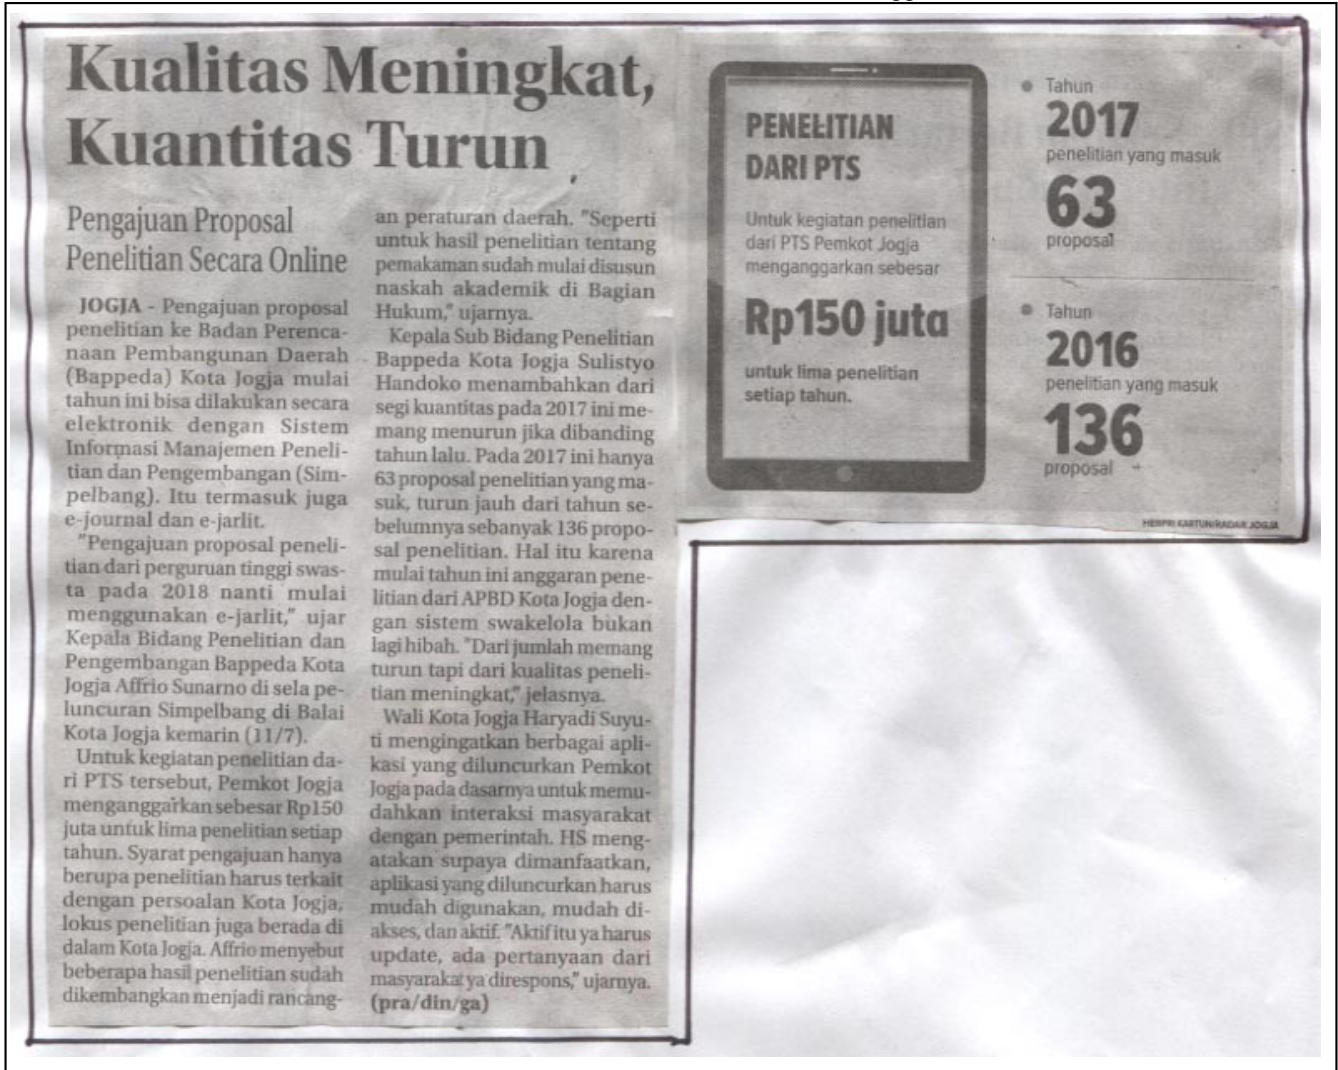 Kualitas Meningkat,
Kuantitas Turun
Pengajuan Proposal
Penelitian Secara Online
JOGJA - Pengajuan proposal
penelitian ke Badan Perenca-
naan Pembangunan Daerah
(Bappeda) Kota Jogja mulai
tahun ini bisa dilakukan secara
elektronik dengan Sistem
Informasi Manajemen Peneli-
tian dan Pengembangan (Sim-
pelbang). Itu termasuk juga
e-journal dan e-jarlit.
"Pengajuan proposal peneli-
tian dari perguruan tinggi swas-
ta pada 2018 nanti mulai
menggunakan e-jarlit," ujar
Kepala Bidang Penelitian dan
Pengembangan Bappeda Kota
Jogja Affrio Sunarno di sela pe-
luncuran Simpelbang di Balai
Kota Jogja kemarin (11/7).
Untuk kegiatan penelitian da-
ri PTS tersebut, Pemkot Jogja
menganggarkan sebesar Rp150
juta untuk lima penelitian setiap
tahun. Syarat pengajuan hanya
berupa penelitian harus terkait
dengan persoalan Kota Jogja,
lokus penelitian juga berada di
dalam Kota Jogja. Affrio menyebut
beberapa hasil penelitian sudah
dikembangkan menjadi rancang-
an peraturan daerah. "Seperti
untuk hasil penelitian tentang
pemakaman sudah mulai disusun
naskah akademik di Bagian
Hukum," ujarnya.
Kepala Sub Bidang Penelitian
Bappeda Kota Jogja Sulistyo
Handoko menambahkan dari
segi kuantitas pada 2017 ini me-
mang menurun jika dibanding
tahun lalu. Pada 2017 ini hanya
63 proposal penelitian yang ma-
suk, turun jauh dari tahun se-
belumnya sebanyak 136 propo-
sal penelitian. Hal itu karena
mulai tahun ini anggaran pene-
litian dari APBD Kota Jogja den-
gan sistem swakelola bukan
lagi hibah. "Dari jumlah memang
turun tapi dari kualitas peneli-
tian meningkat," jelasnya.
Wali Kota Jogja Haryadi Suyu-
ti mengingatkan berbagai apli-
kasi yang diluncurkan Pemkot
Jogja pada dasarnya untuk memu-
dahkan interaksi masyarakat
dengan pemerintah. HS meng-
atakan supaya dimanfaatkan,
aplikasi yang diluncurkan harus
mudah digunakan, mudah di-
akses, dan aktif. "Aktif itu ya harus
update, ada pertanyaan dari
masyarakat ya direspons," ujarnya.
(pra/din/ga)
PENELITIAN
DARI PTS
Untuk kegiatan penelitian
dari PTS Pemkot Jogja
menganggarkan sebesar
Rp150 juta
untuk lima penelitian
setiap tahun.
Tahun
2017
penelitian yang masuk
63
proposal
Tahun
2016
penelitian yang masuk
136
proposal
HERPRI KARTUN/RADAR JOGJA